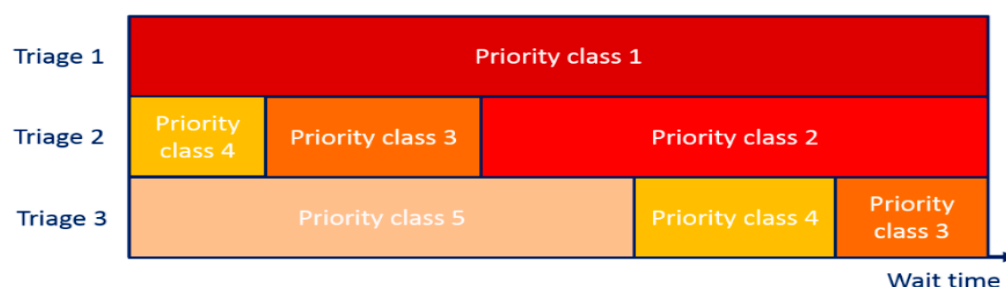 Triage 1
Priority class 1
Triage 2
Priority
class 4
Priority class 3
Priority class 2
Triage 3
Priority class 5
Priority class 4
Priority
class 3
Wait time